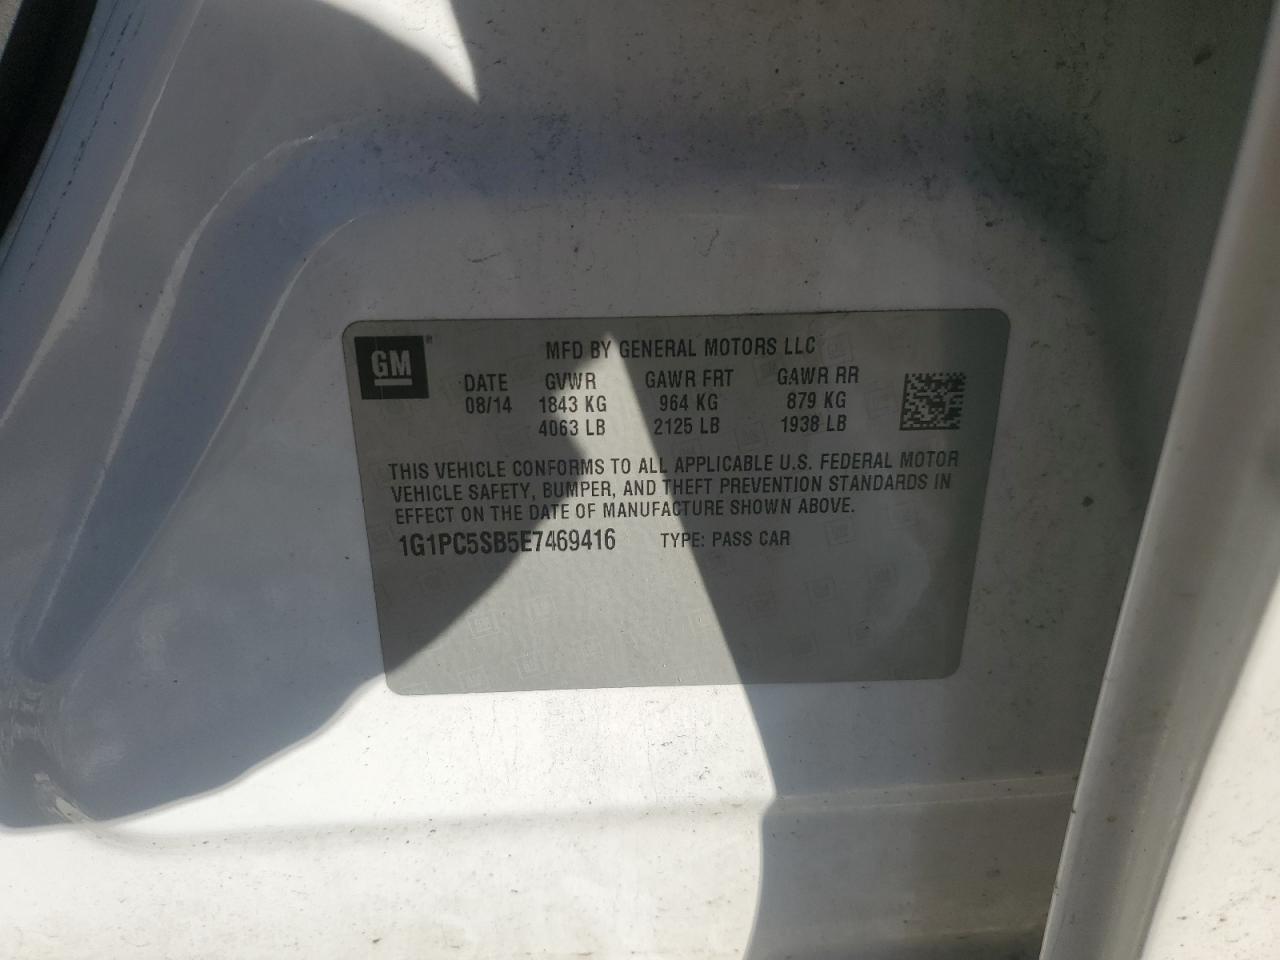 GM
MFD BY GENERAL MOTORS LLC
DATE GVWR GAWR FRT GAWR RR
08/14 1843 KG 964 KG 879 KG
4063 LB 2125 LB 1938 LB
THIS VEHICLE CONFORMS TO ALL APPLICABLE U.S. FEDERAL MOTOR
VEHICLE SAFETY, BUMPER, AND THEFT PREVENTION STANDARDS IN
EFFECT ON THE DATE OF MANUFACTURE SHOWN ABOVE.
1G1PC5SB5E7469416 TYPE: PASS CAR